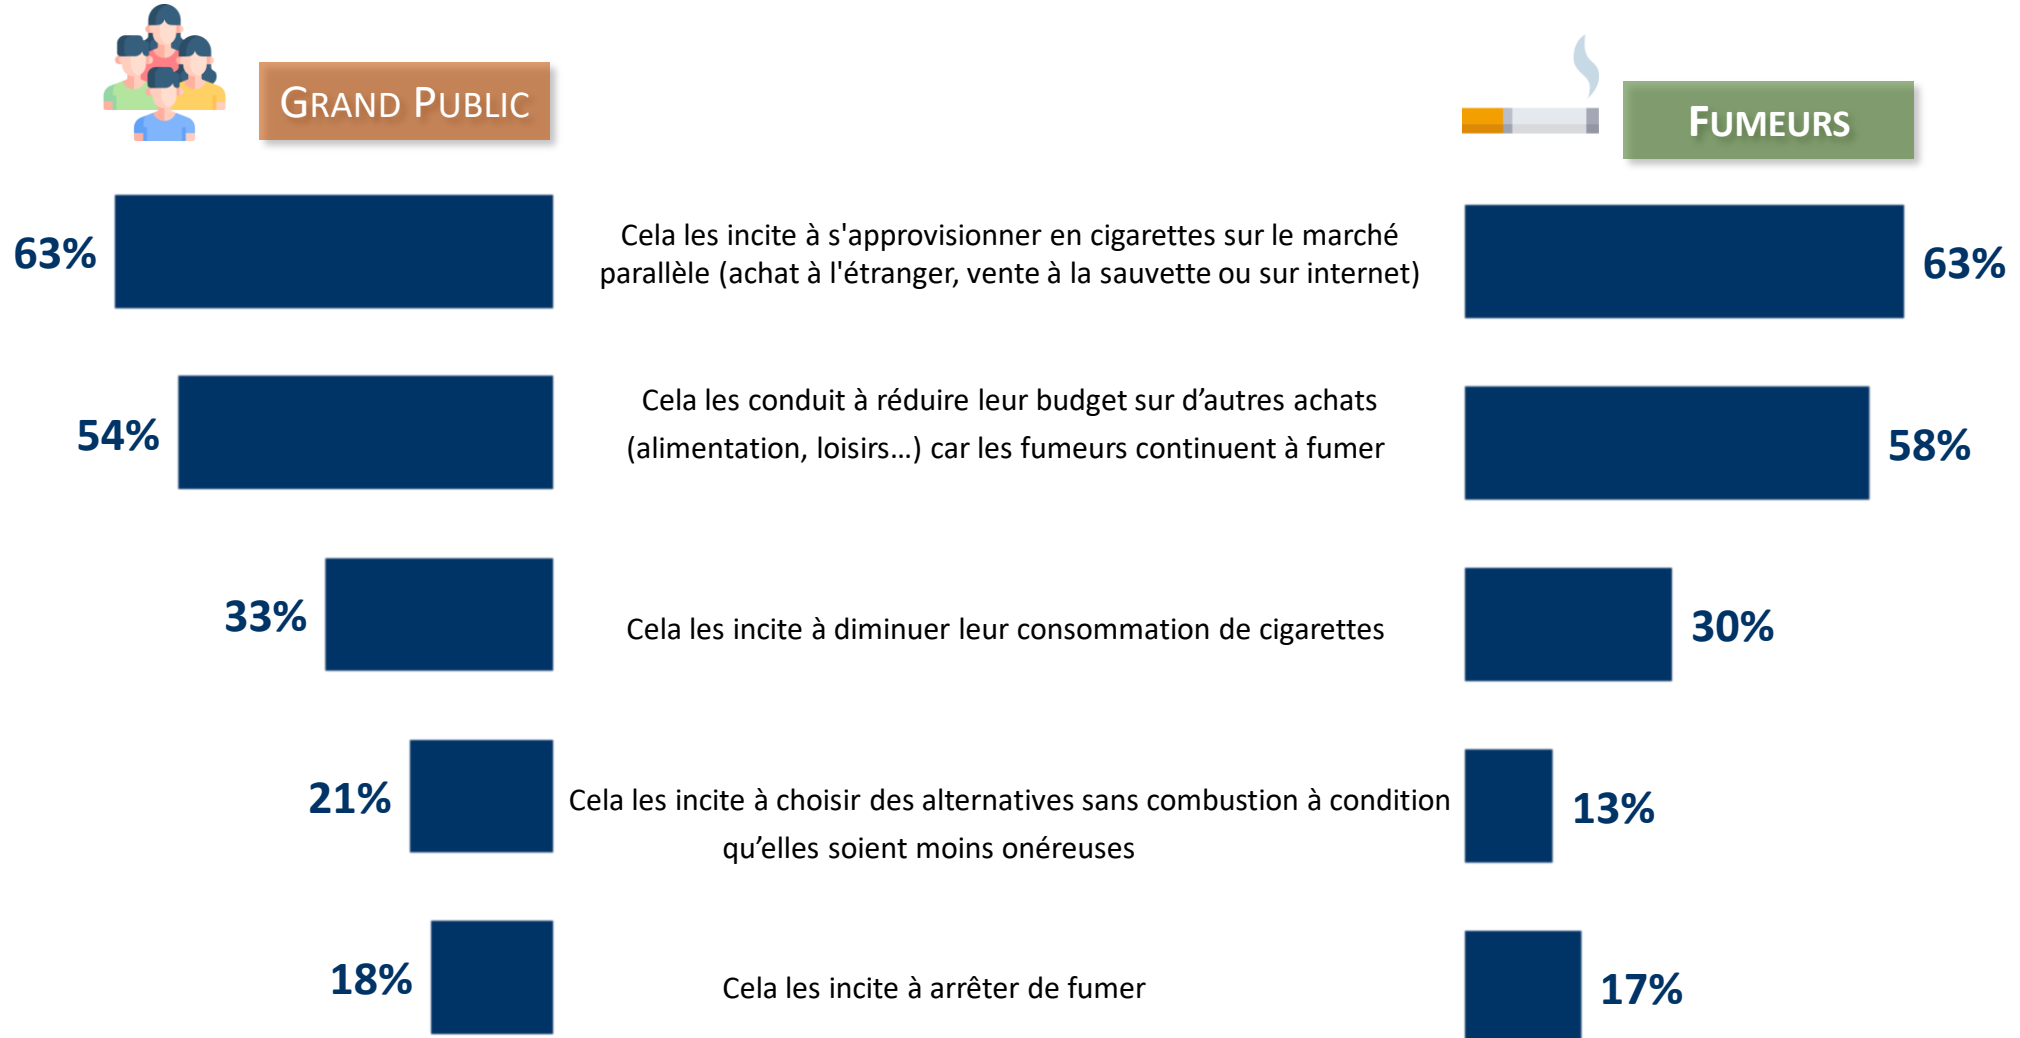 GRAND PUBLIC
FUMEURS
63%
Cela les incite à s'approvisionner en cigarettes sur le marché
parallèle (achat à l'étranger, vente à la sauvette ou sur internet)
63%
54%
Cela les conduit à réduire leur budget sur d’autres achats
(alimentation, loisirs…) car les fumeurs continuent à fumer
58%
33%
Cela les incite à diminuer leur consommation de cigarettes
30%
21%
Cela les incite à choisir des alternatives sans combustion à condition
qu’elles soient moins onéreuses
13%
18%
Cela les incite à arrêter de fumer
17%